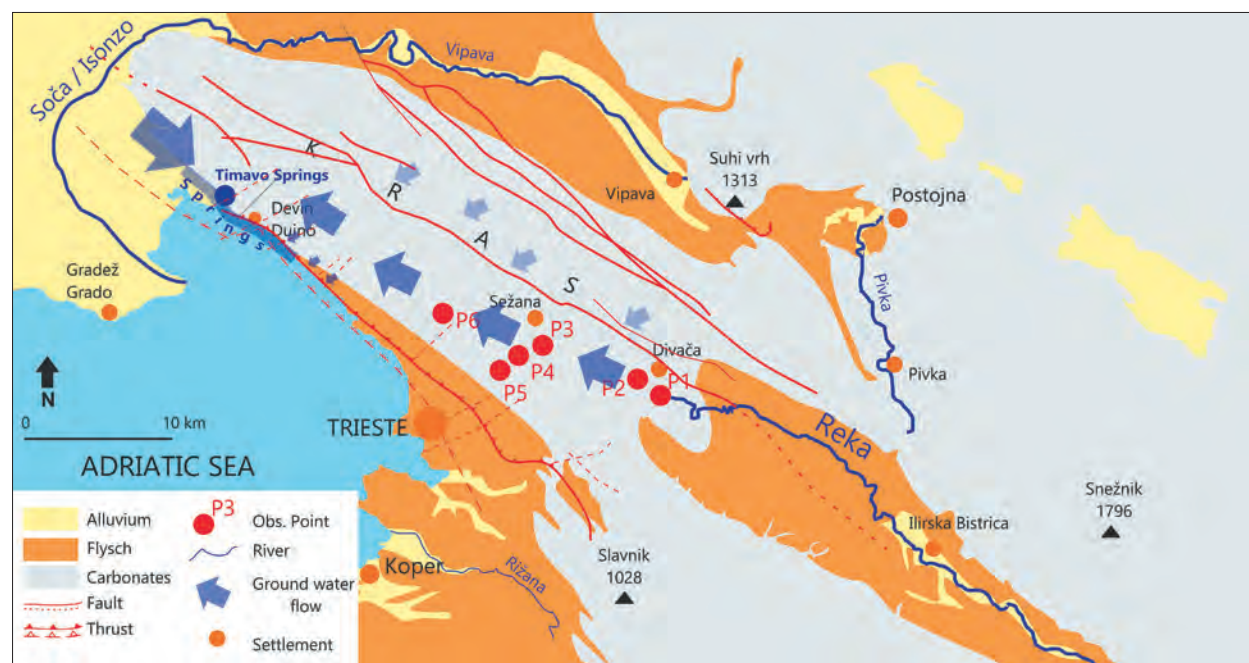 Soča / Isonzo
Vipava
K
R
A
S
Suhi vrh
1313
Vipava
Postojna
Timavo Springs
Springs
Devin
Duino
Gradež
Grado
Pivka
Sežana
P6
P3
P4
P5
Divača
P2
P1
Pivka
N
0
10 km
TRIESTE
Reka
ADRIATIC SEA
Snežnik
1796
Ilirska Bistrica
Slavnik
1028
Koper
Rižana
Alluvium
Flysch
Carbonates
Fault
Thrust
P3
Obs. Point
River
Ground water
flow
Settlement